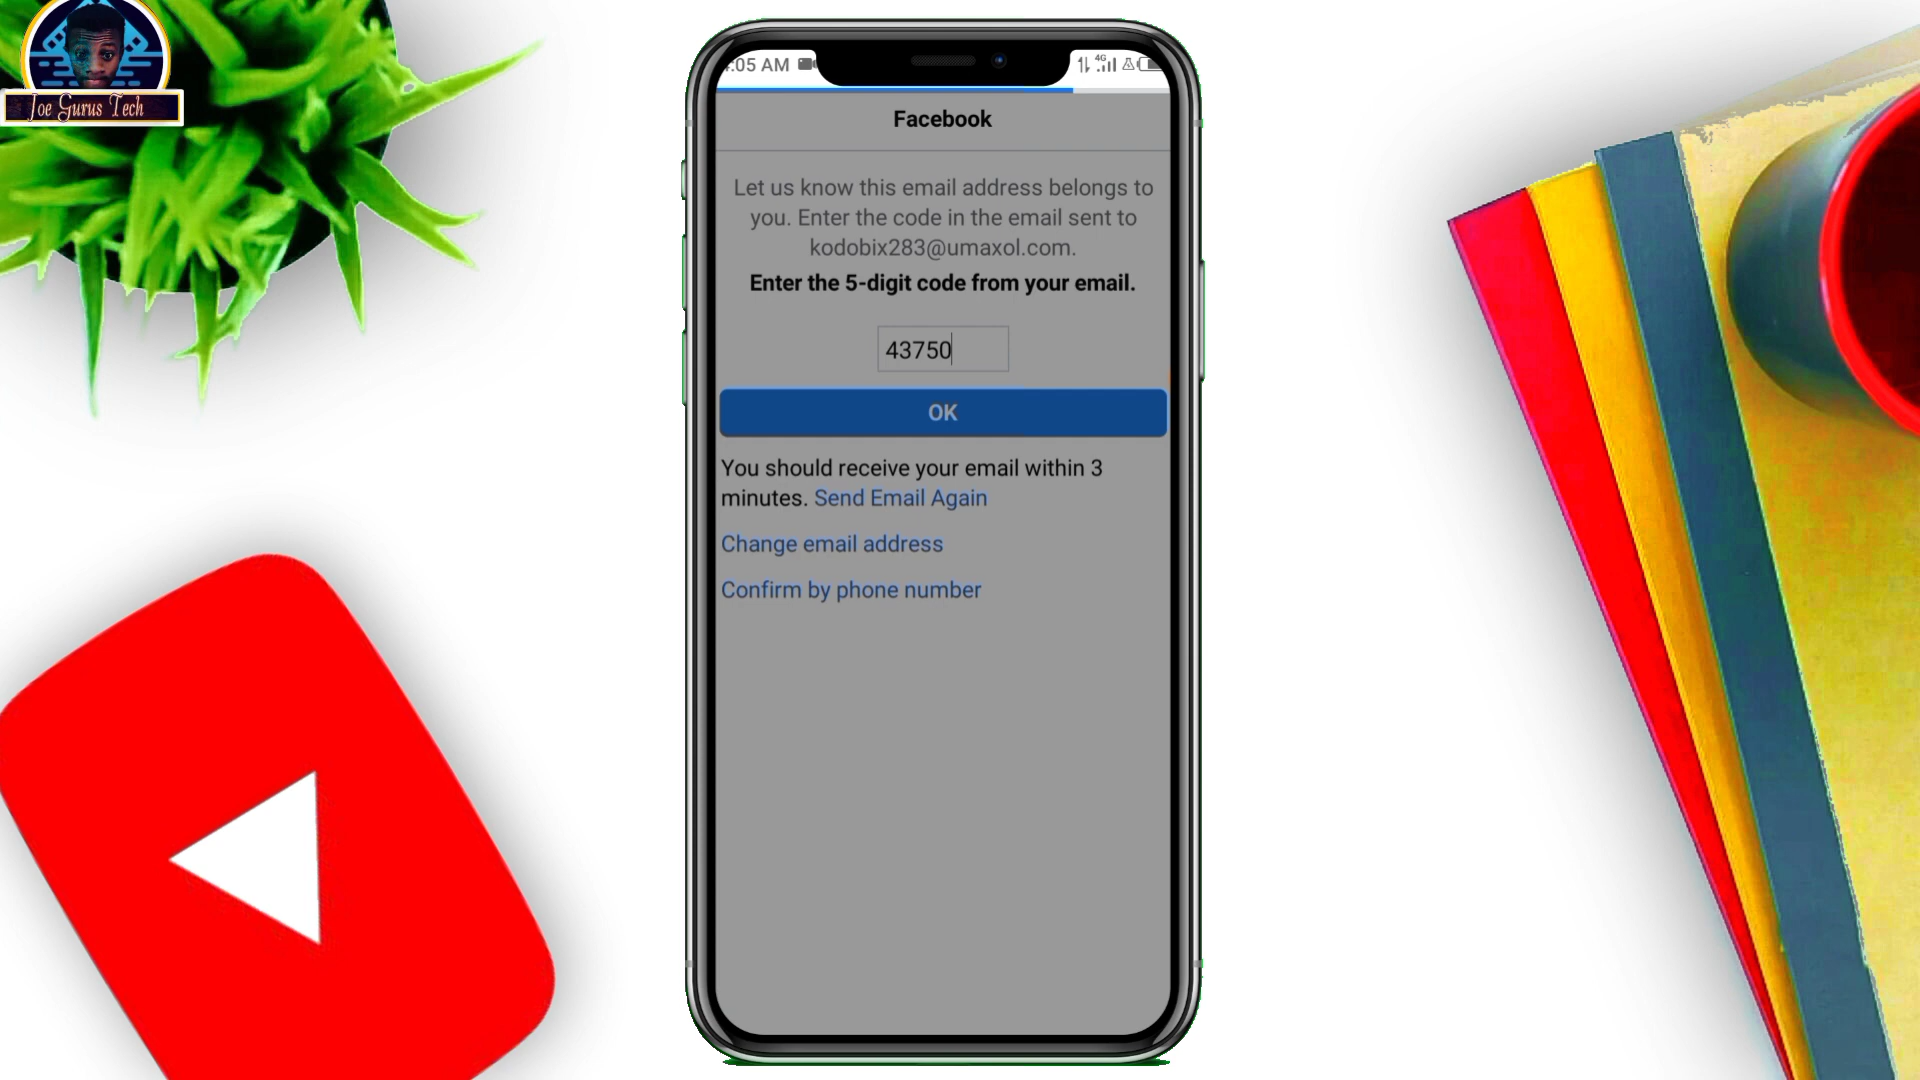 Joe Gurus Tech
:05 AM
4G
Facebook
Let us know this email address belongs to
you. Enter the code in the email sent to
kodobix283@umaxol.com.
Enter the 5-digit code from your email.
43750
OK
You should receive your email within 3
minutes. Send Email Again
Change email address
Confirm by phone number